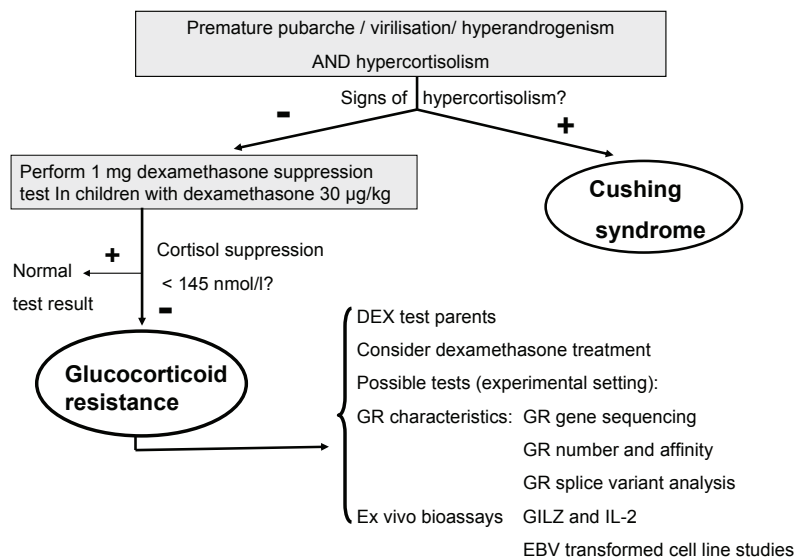 Premature pubarche / virilisation/ hyperandrogenism
AND hypercortisolism
Signs of hypercortisolism?
-
+
Perform 1 mg dexamethasone suppression
test In children with dexamethasone 30 µg/kg
Cushing
syndrome
+
Cortisol suppression
< 145 nmol/l?
Normal
test result
-
Glucocorticoid
resistance
DEX test parents
Consider dexamethasone treatment
Possible tests (experimental setting):
GR characteristics: GR gene sequencing
GR number and affinity
GR splice variant analysis
Ex vivo bioassays GILZ and IL-2
EBV transformed cell line studies